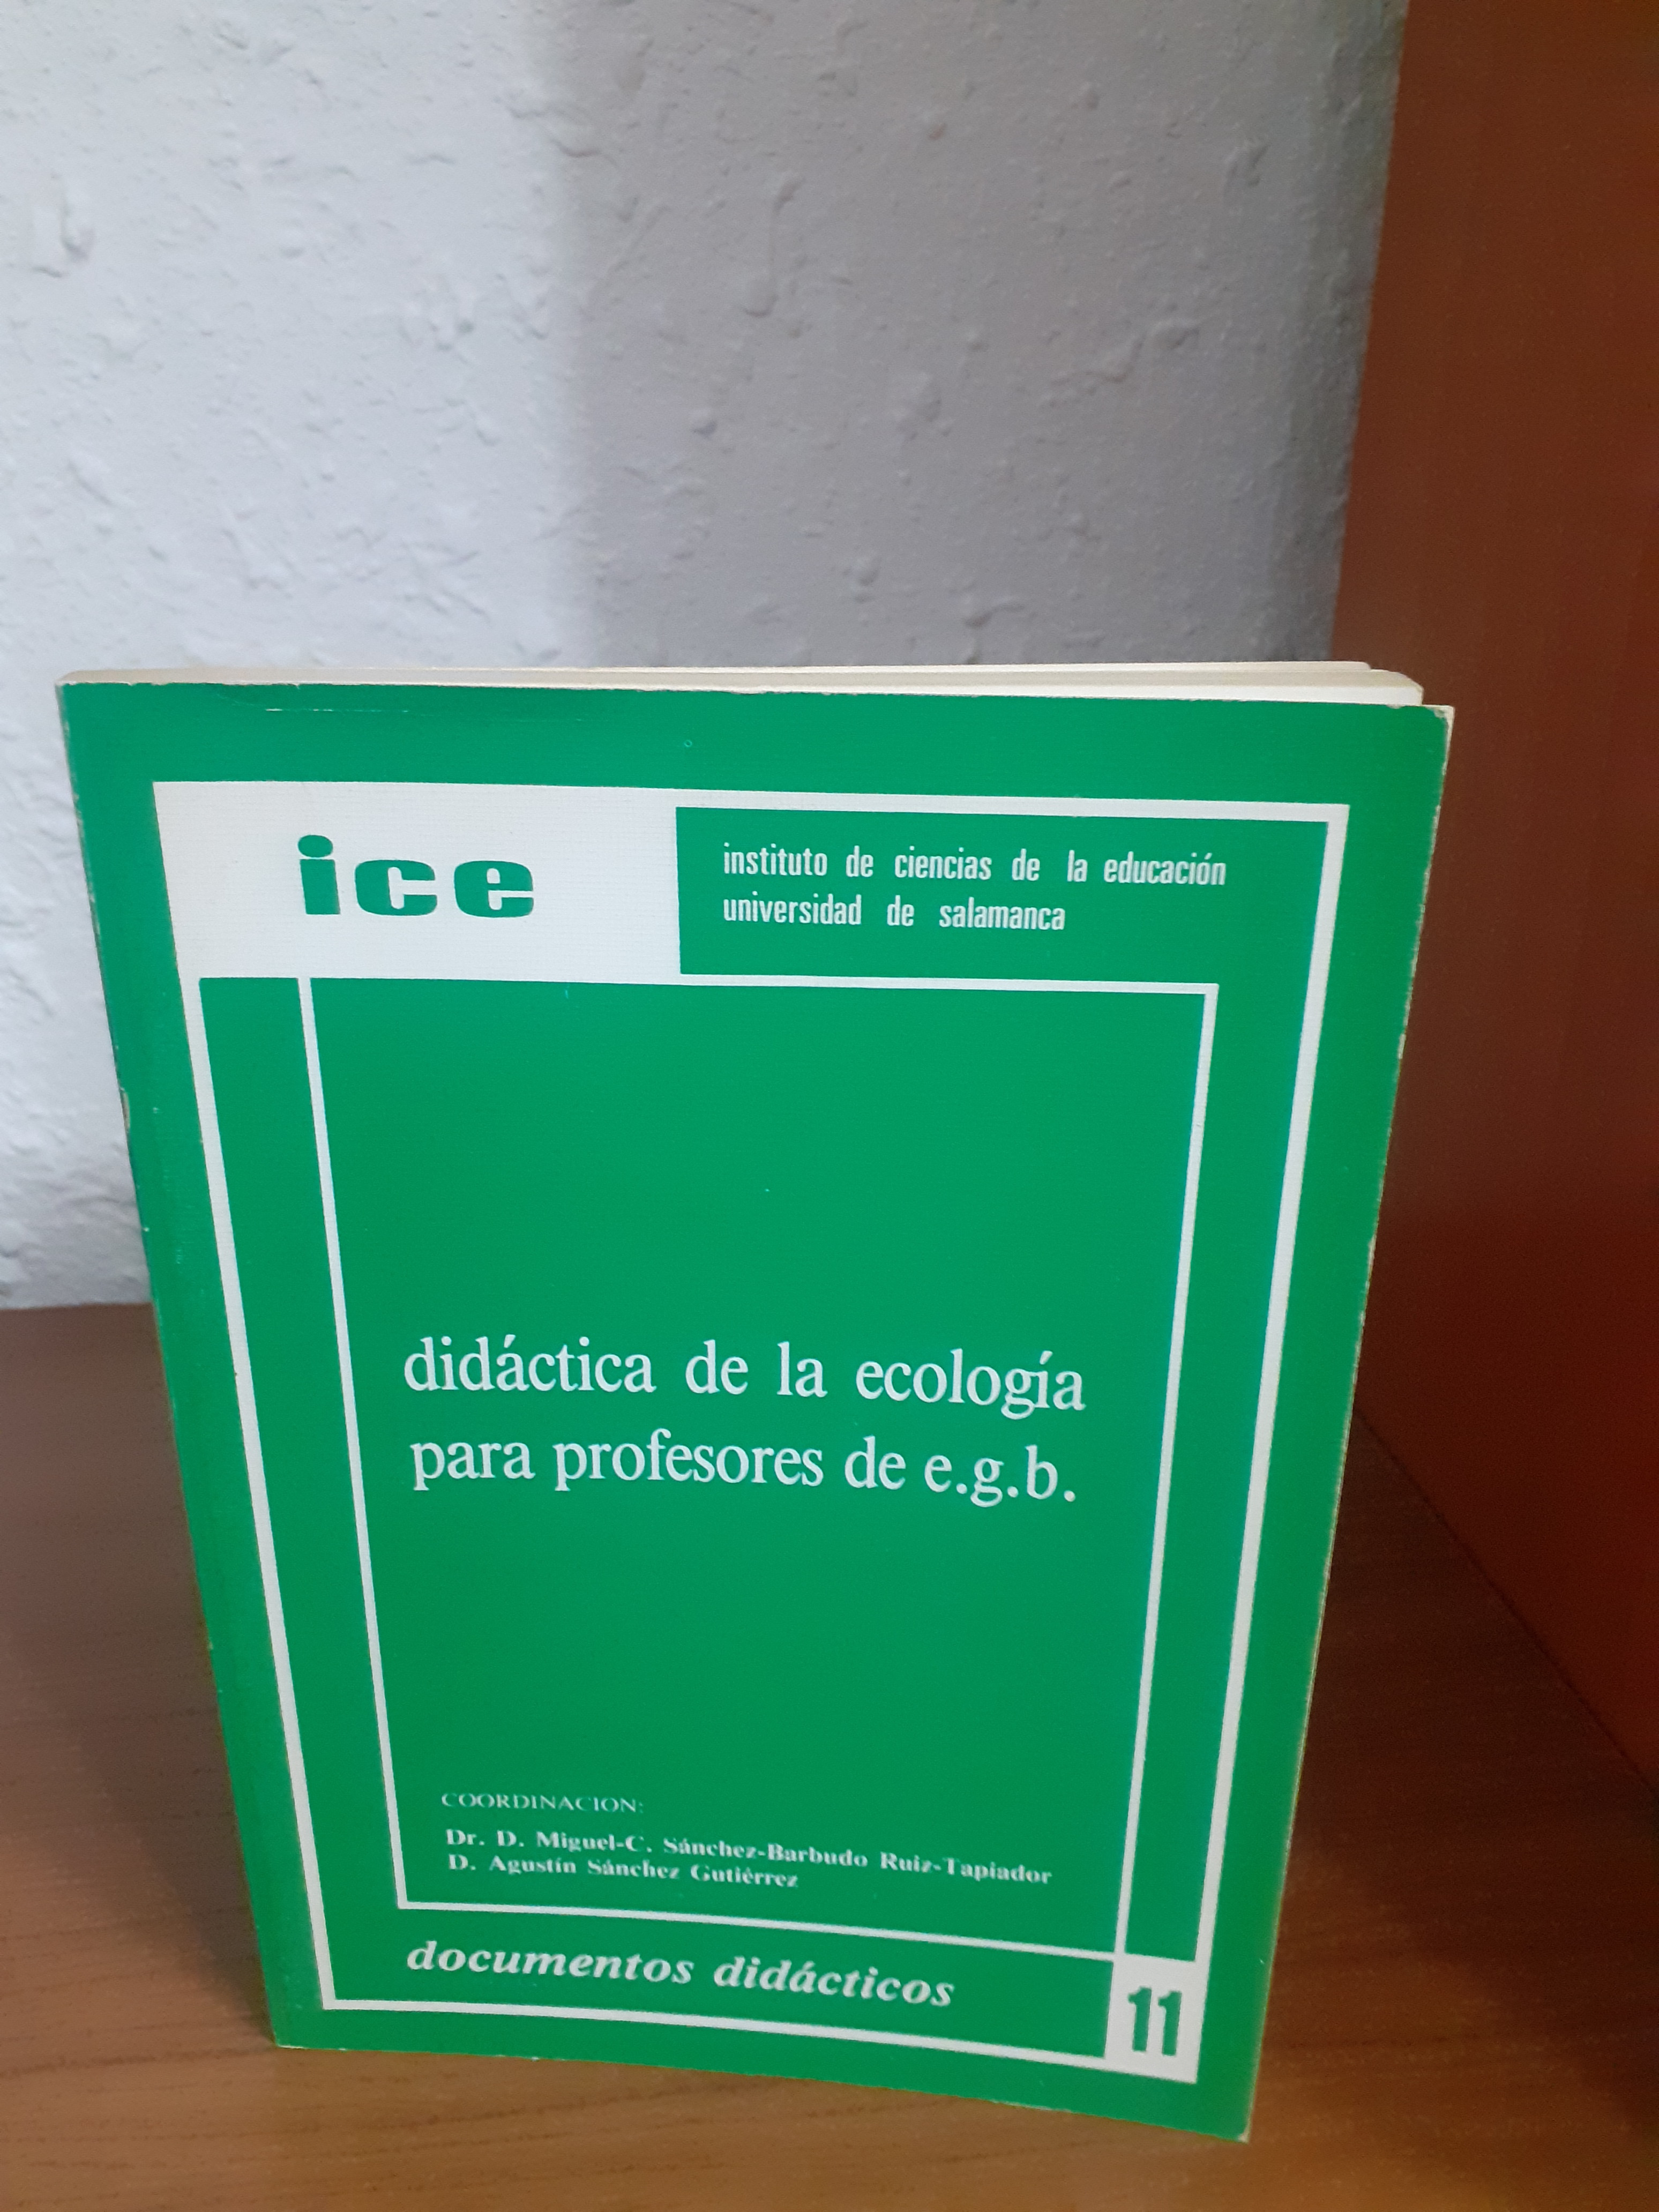 ice
instituto de ciencias de la educación
universidad de salamanca
didáctica de la ecología
para profesores de e.g.b.
COORDINACION:
Dr. D. Miguel-C. Sánchez-Barbudo Ruiz-Tapiador
D. Agustín Sánchez Gutiérrez
documentos didácticos
11